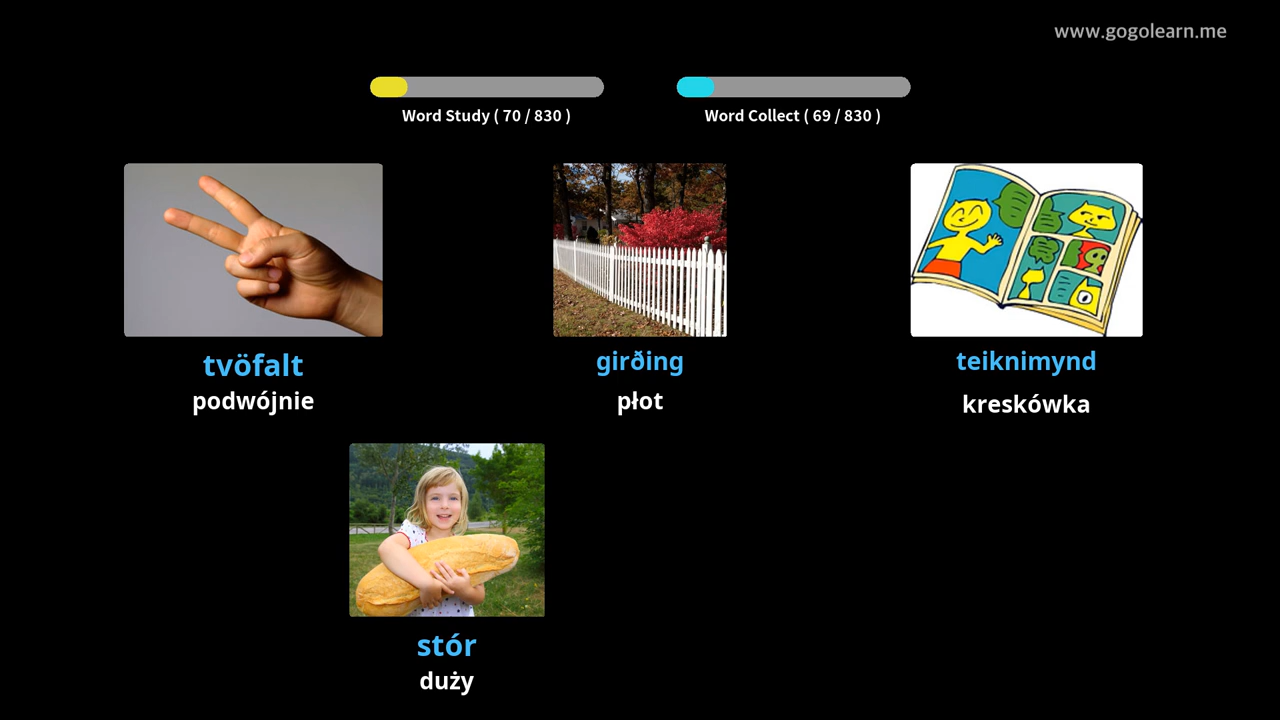 www.gogolearn.me
Word Study ( 70 / 830 )
Word Collect ( 69 / 830 )
tvöfalt
podwójnie
girðing
płot
teiknimynd
kreskówka
stór
duży